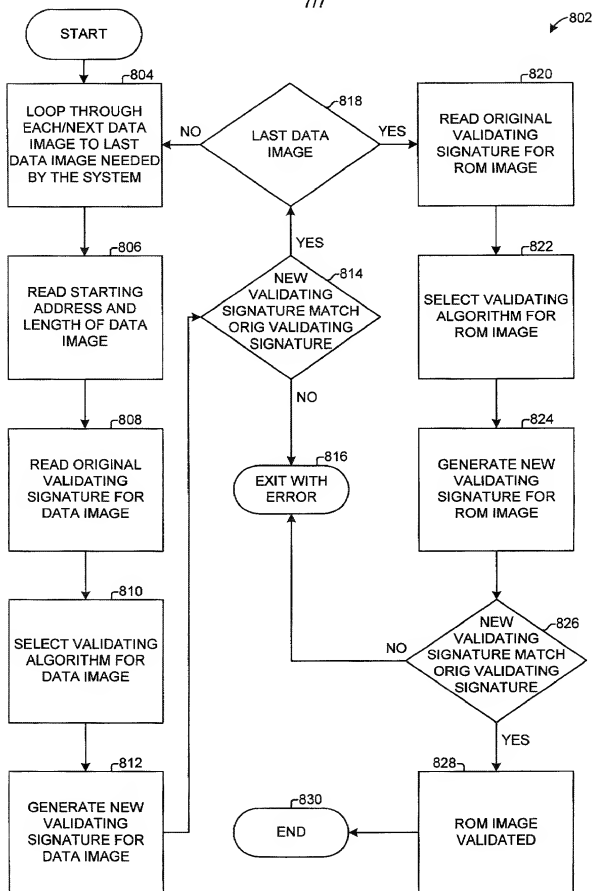 7/7
802
START
804
LOOP THROUGH
EACH/NEXT DATA
IMAGE TO LAST
DATA IMAGE NEEDED
BY THE SYSTEM
806
READ STARTING
ADDRESS AND
LENGTH OF DATA
IMAGE
808
READ ORIGINAL
VALIDATING
SIGNATURE FOR
DATA IMAGE
810
SELECT VALIDATING
ALGORITHM FOR
DATA IMAGE
812
GENERATE NEW
VALIDATING
SIGNATURE FOR
DATA IMAGE
814
NEW
VALIDATING
SIGNATURE MATCH
ORIG VALIDATING
SIGNATURE
YES
NO
816
EXIT WITH
ERROR
818
LAST DATA
IMAGE
NO
YES
820
READ ORIGINAL
VALIDATING
SIGNATURE FOR
ROM IMAGE
822
SELECT VALIDATING
ALGORITHM FOR
ROM IMAGE
824
GENERATE NEW
VALIDATING
SIGNATURE FOR
ROM IMAGE
826
NEW
VALIDATING
SIGNATURE MATCH
ORIG VALIDATING
SIGNATURE
NO
YES
828
ROM IMAGE
VALIDATED
830
END